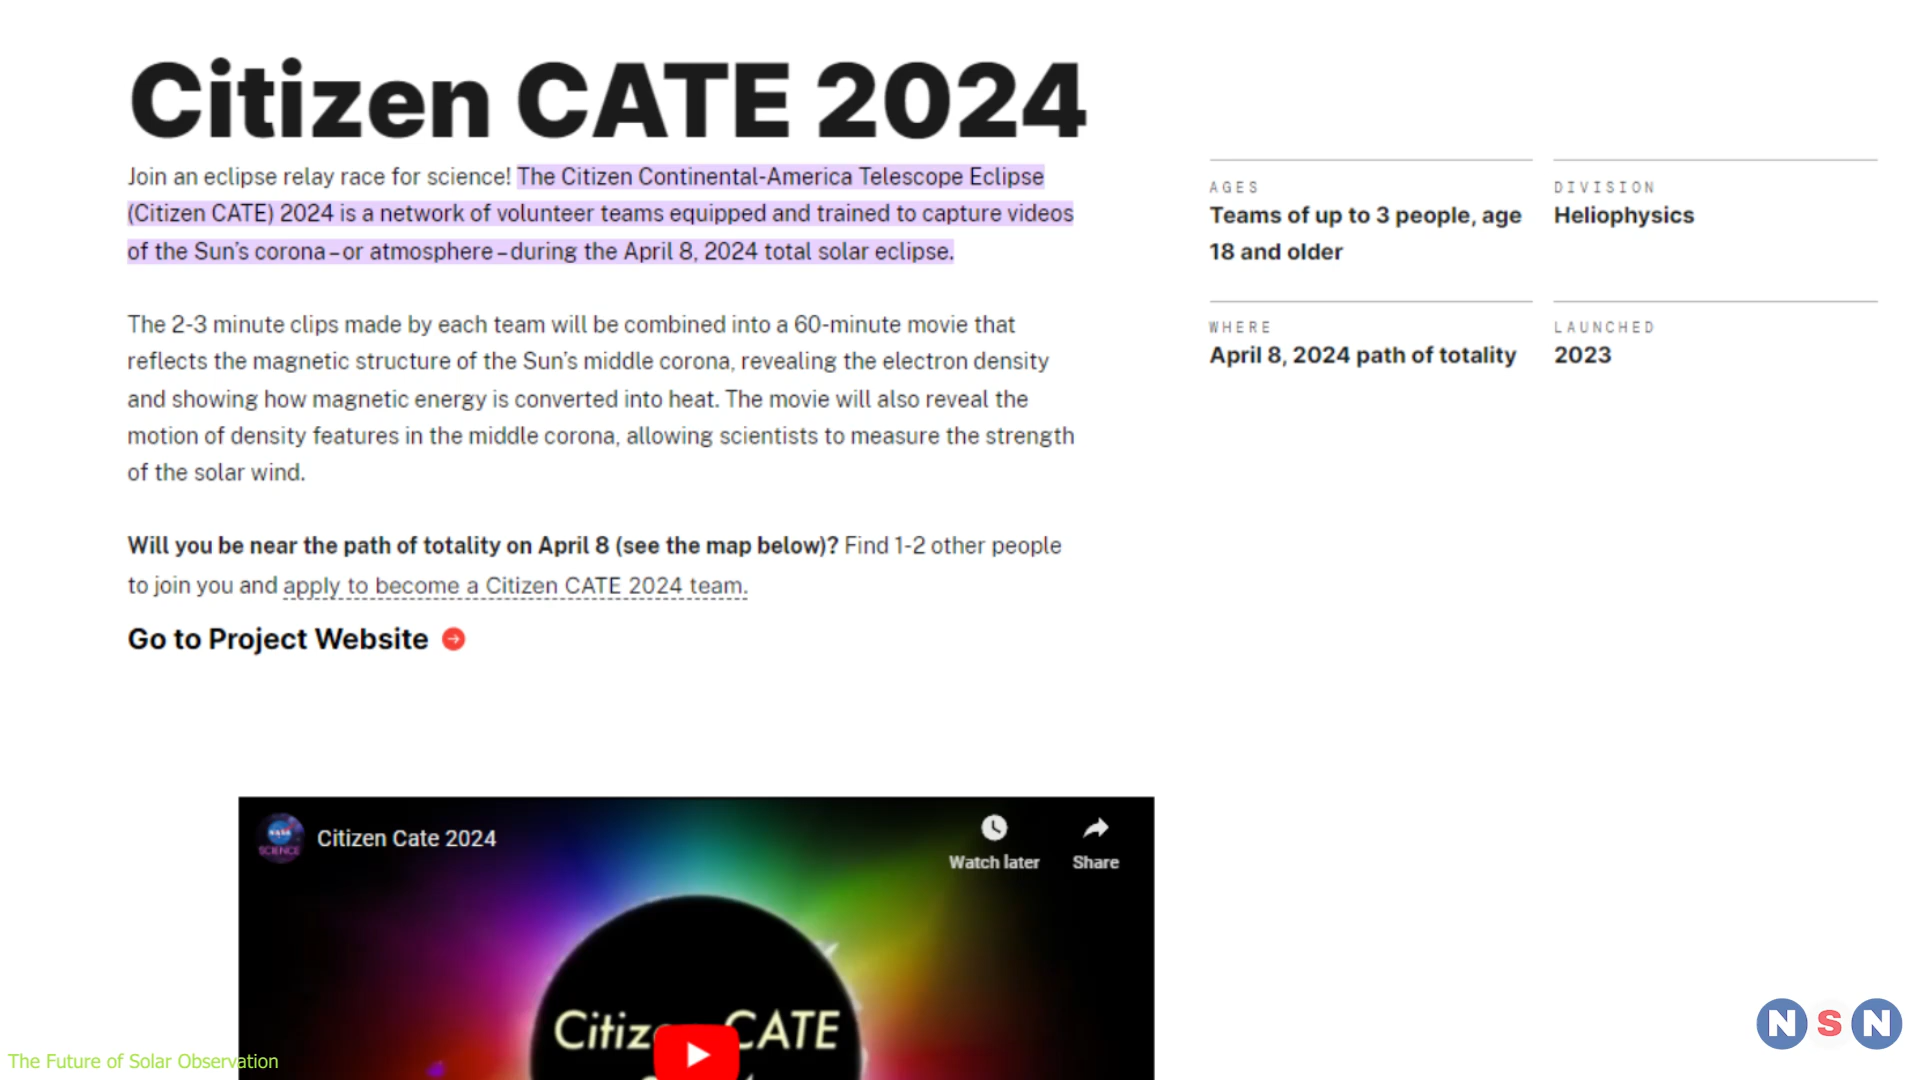 Citizen CATE 2024
Join an eclipse relay race for science! The Citizen Continental-America Telescope Eclipse
(Citizen CATE) 2024 is a network of volunteer teams equipped and trained to capture videos
of the Sun's corona – or atmosphere – during the April 8, 2024 total solar eclipse.
The 2-3 minute clips made by each team will be combined into a 60-minute movie that
reflects the magnetic structure of the Sun's middle corona, revealing the electron density
and showing how magnetic energy is converted into heat. The movie will also reveal the
motion of density features in the middle corona, allowing scientists to measure the strength
of the solar wind.
Will you be near the path of totality on April 8 (see the map below)? Find 1-2 other people
to join you and apply to become a Citizen CATE 2024 team.
Go to Project Website
AGES
Teams of up to 3 people, age
18 and older
DIVISION
Heliophysics
WHERE
April 8, 2024 path of totality
LAUNCHED
2023
NASA
SCIENCE
Citizen Cate 2024
Watch later
Share
Citiz CATE
The Future of Solar Observation
N S N